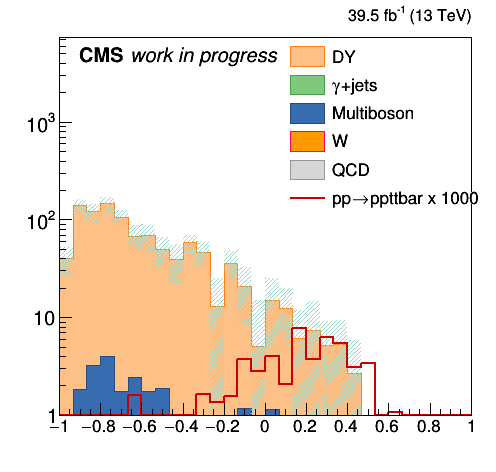 39.5 fb⁻¹ (13 TeV)
CMS work in progress
DY
γ+jets
Multiboson
W
QCD
pp→ppttbar x 1000
10³
10²
10
1
−1 −0.8 −0.6 −0.4 −0.2 0 0.2 0.4 0.6 0.8 1